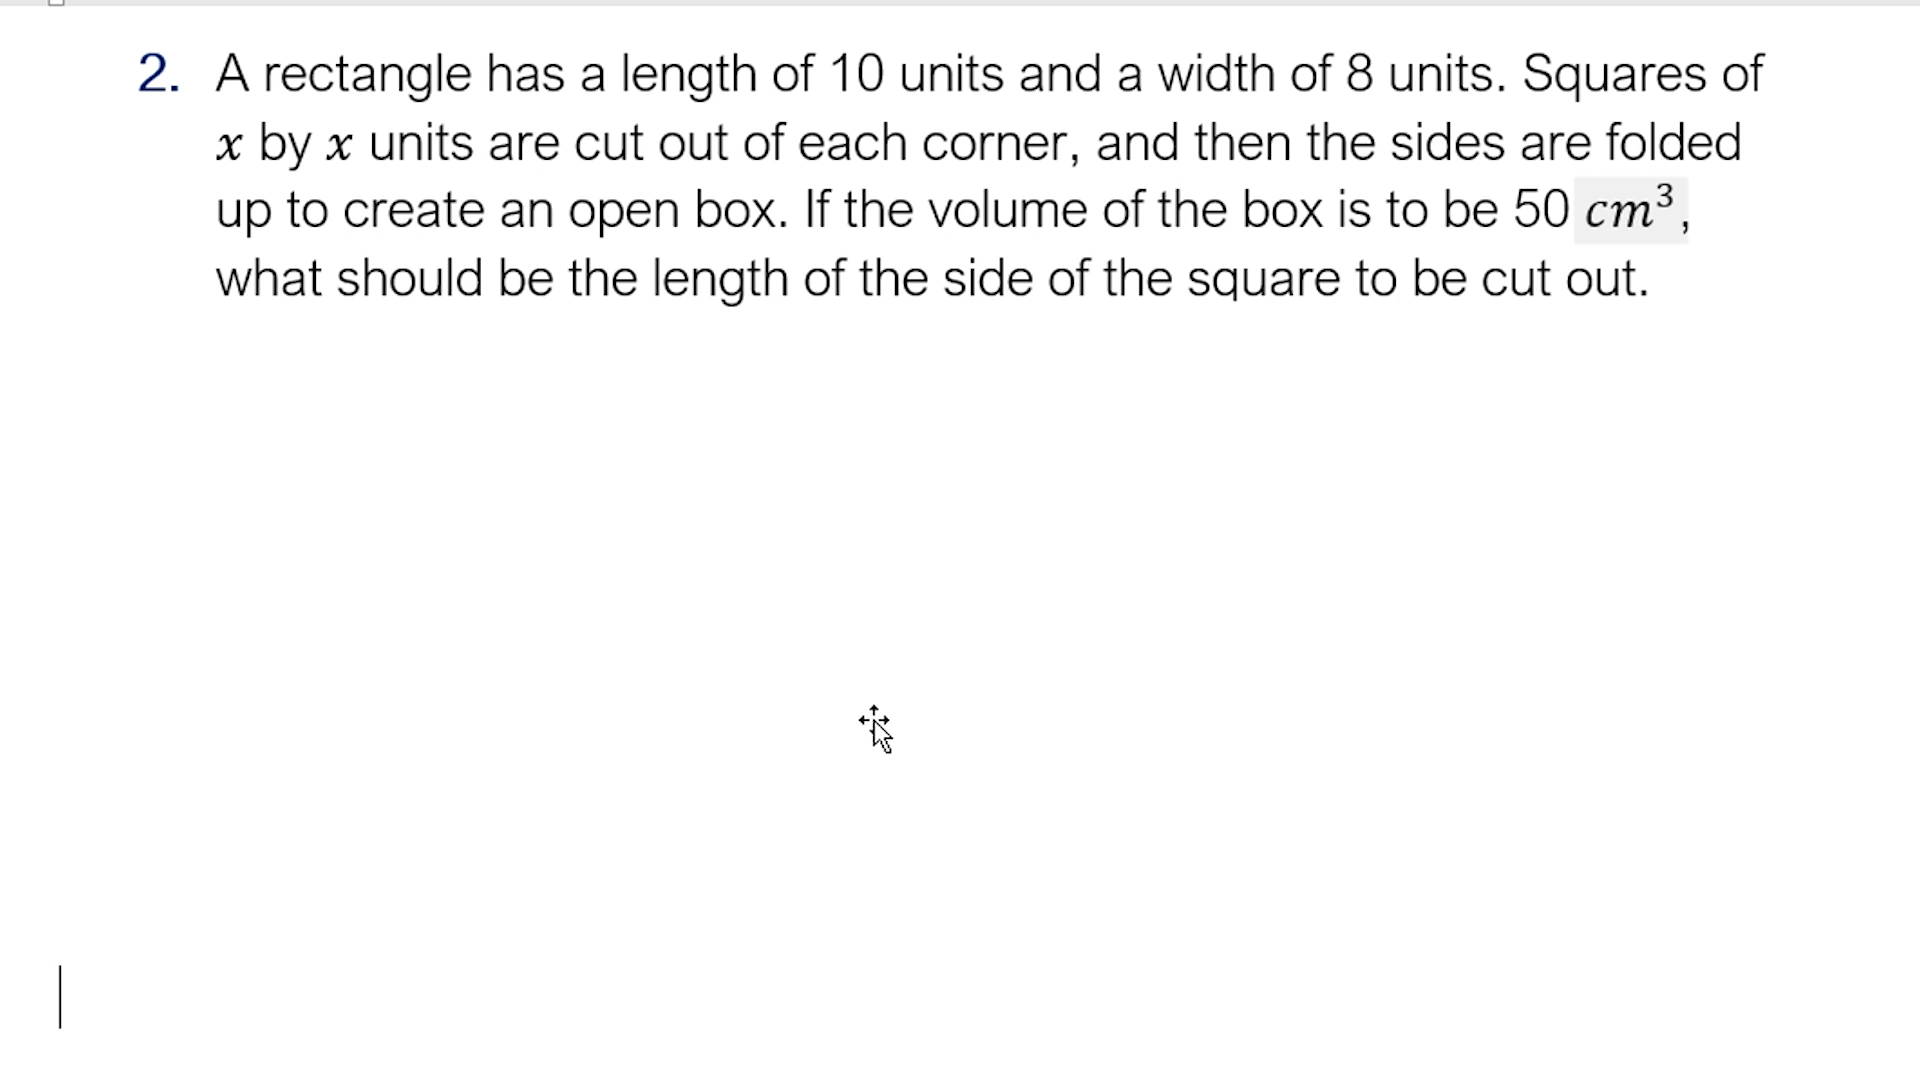 2. A rectangle has a length of 10 units and a width of 8 units. Squares of
x by x units are cut out of each corner, and then the sides are folded
up to create an open box. If the volume of the box is to be 50 cm³,
what should be the length of the side of the square to be cut out.